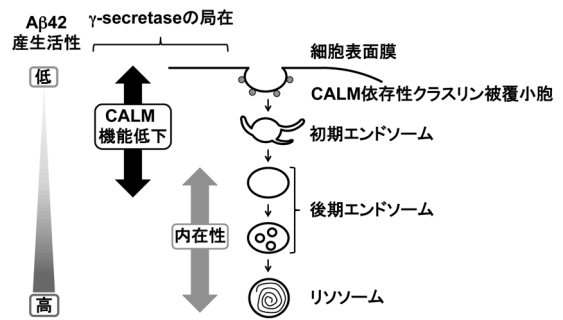 Aβ42
産生活性
γ-secretaseの局在
細胞表面膜
低
CALM依存性クラスリン被覆小胞
CALM
機能低下
初期エンドソーム
後期エンドソーム
内在性
リソソーム
高